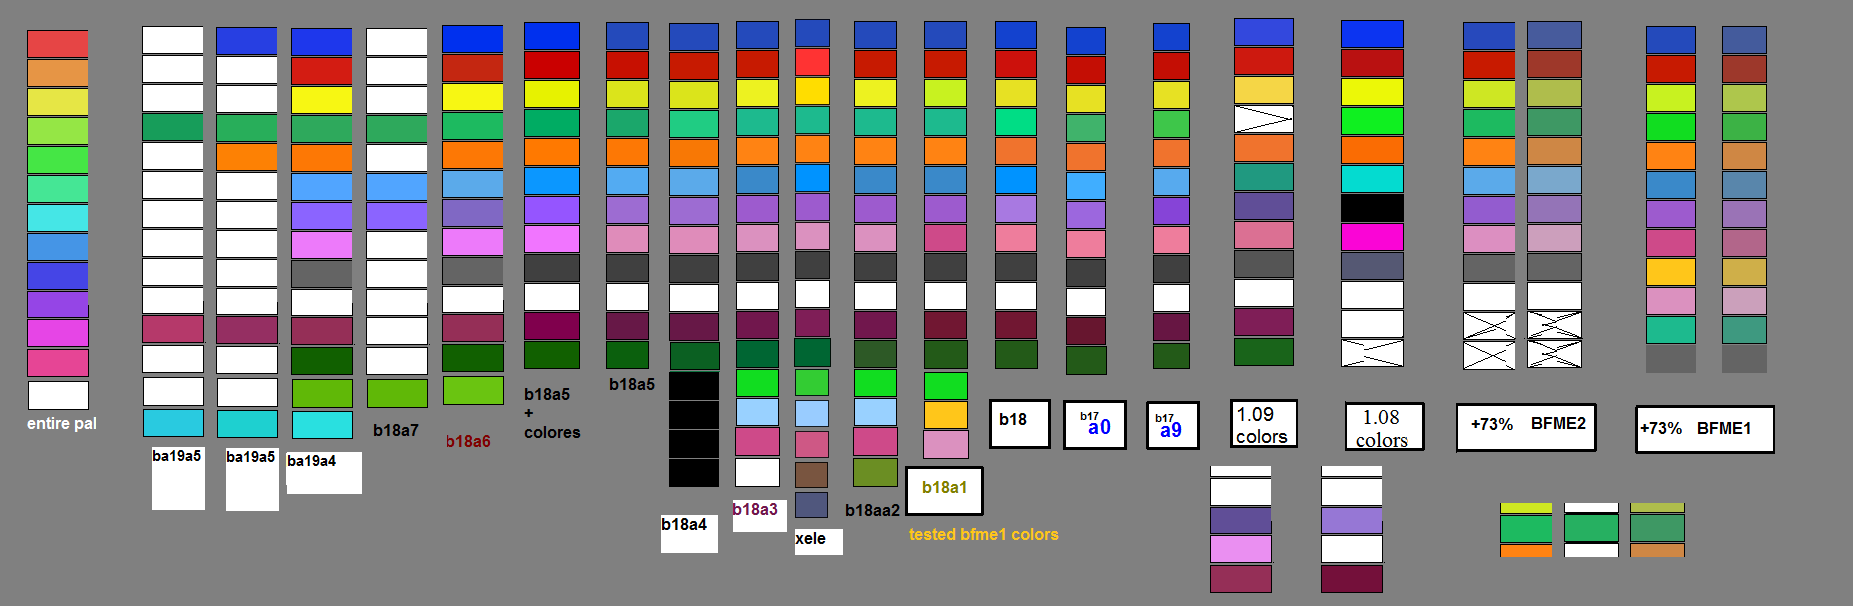 entire pal
ba19a5
ba19a5
ba19a4
b18a7
b18a6
b18a5
+
colores
b18a5
b18a4
b18a3
xele
b18aa2
b18a1
tested bfme1 colors
b18
b17
a0
b17
a9
1.09
colors
1.08
colors
+73% BFME2
+73% BFME1